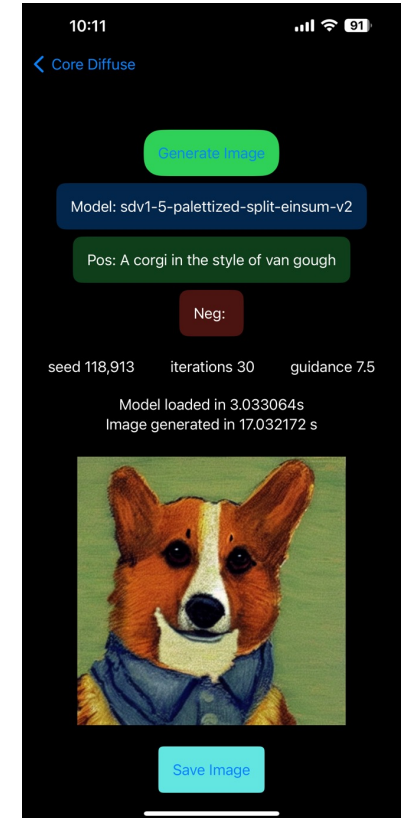 10:11
91
Core Diffuse
Generate Image
Model: sdv1-5-palettized-split-einsum-v2
Pos: A corgi in the style of van gough
Neg:
seed 118,913 iterations 30 guidance 7.5
Model loaded in 3.033064s
Image generated in 17.032172 s
Save Image